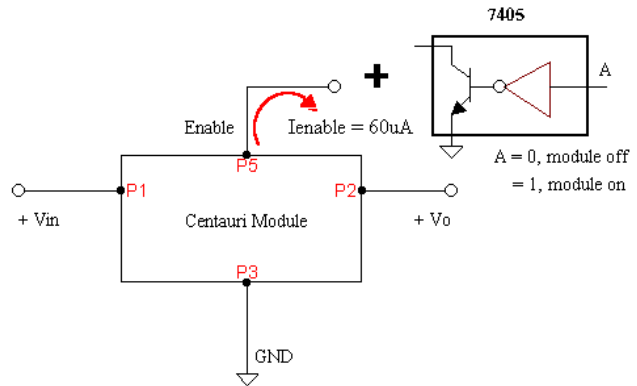 7405
A
Enable
Ienable = 60uA
A = 0, module off
= 1, module on
P5
P1
P2
+ Vin
Centauri Module
+ Vo
P3
GND